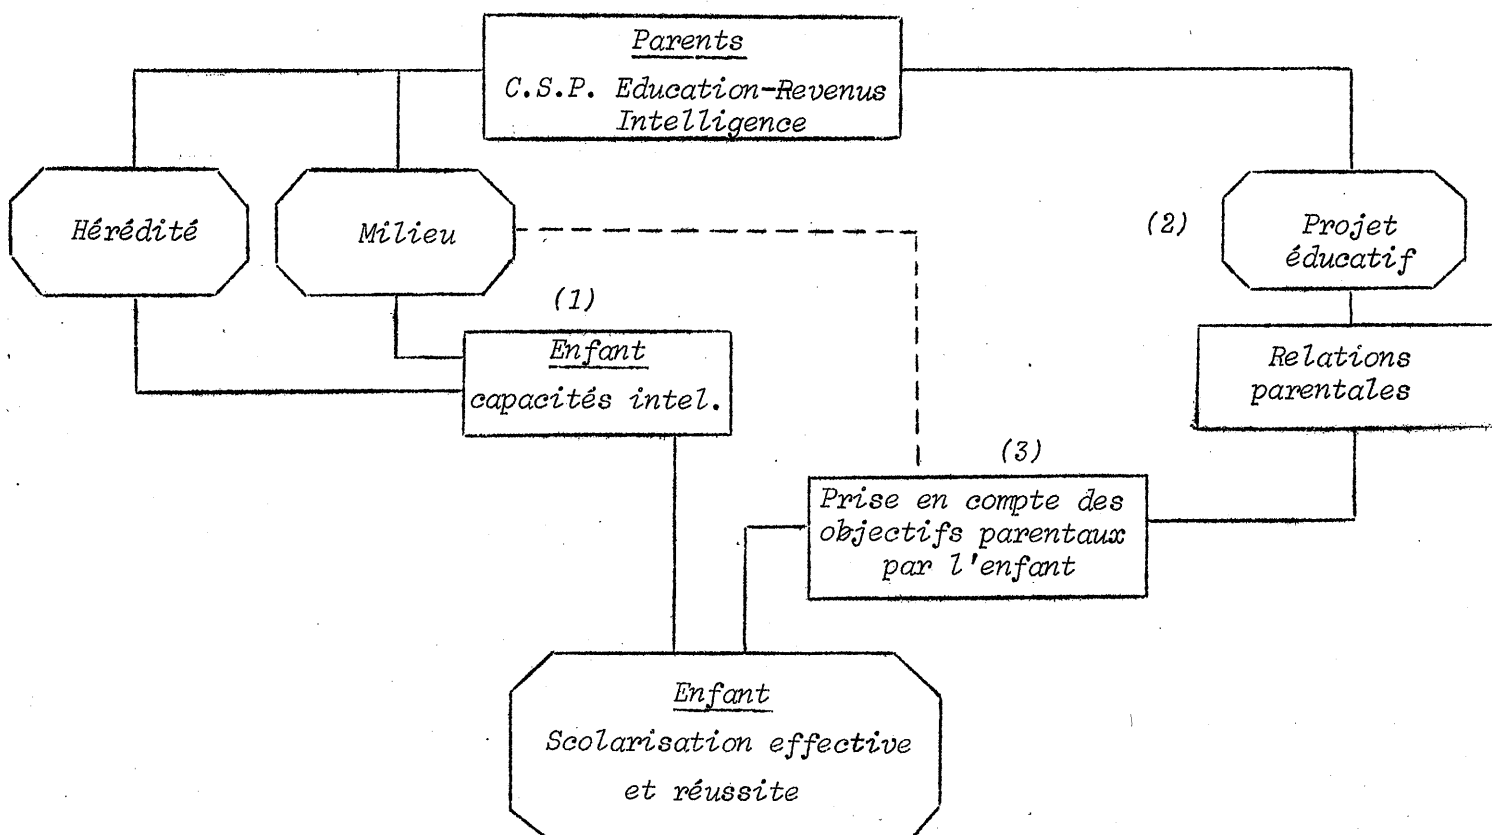 Parents
C.S.P. Education-Revenus
Intelligence
Hérédité
Milieu
(2)
Projet
éducatif
(1)
Enfant
capacités intel.
Relations
parentales
(3)
Prise en compte des
objectifs parentaux
par l'enfant
Enfant
Scolarisation effective
et réussite